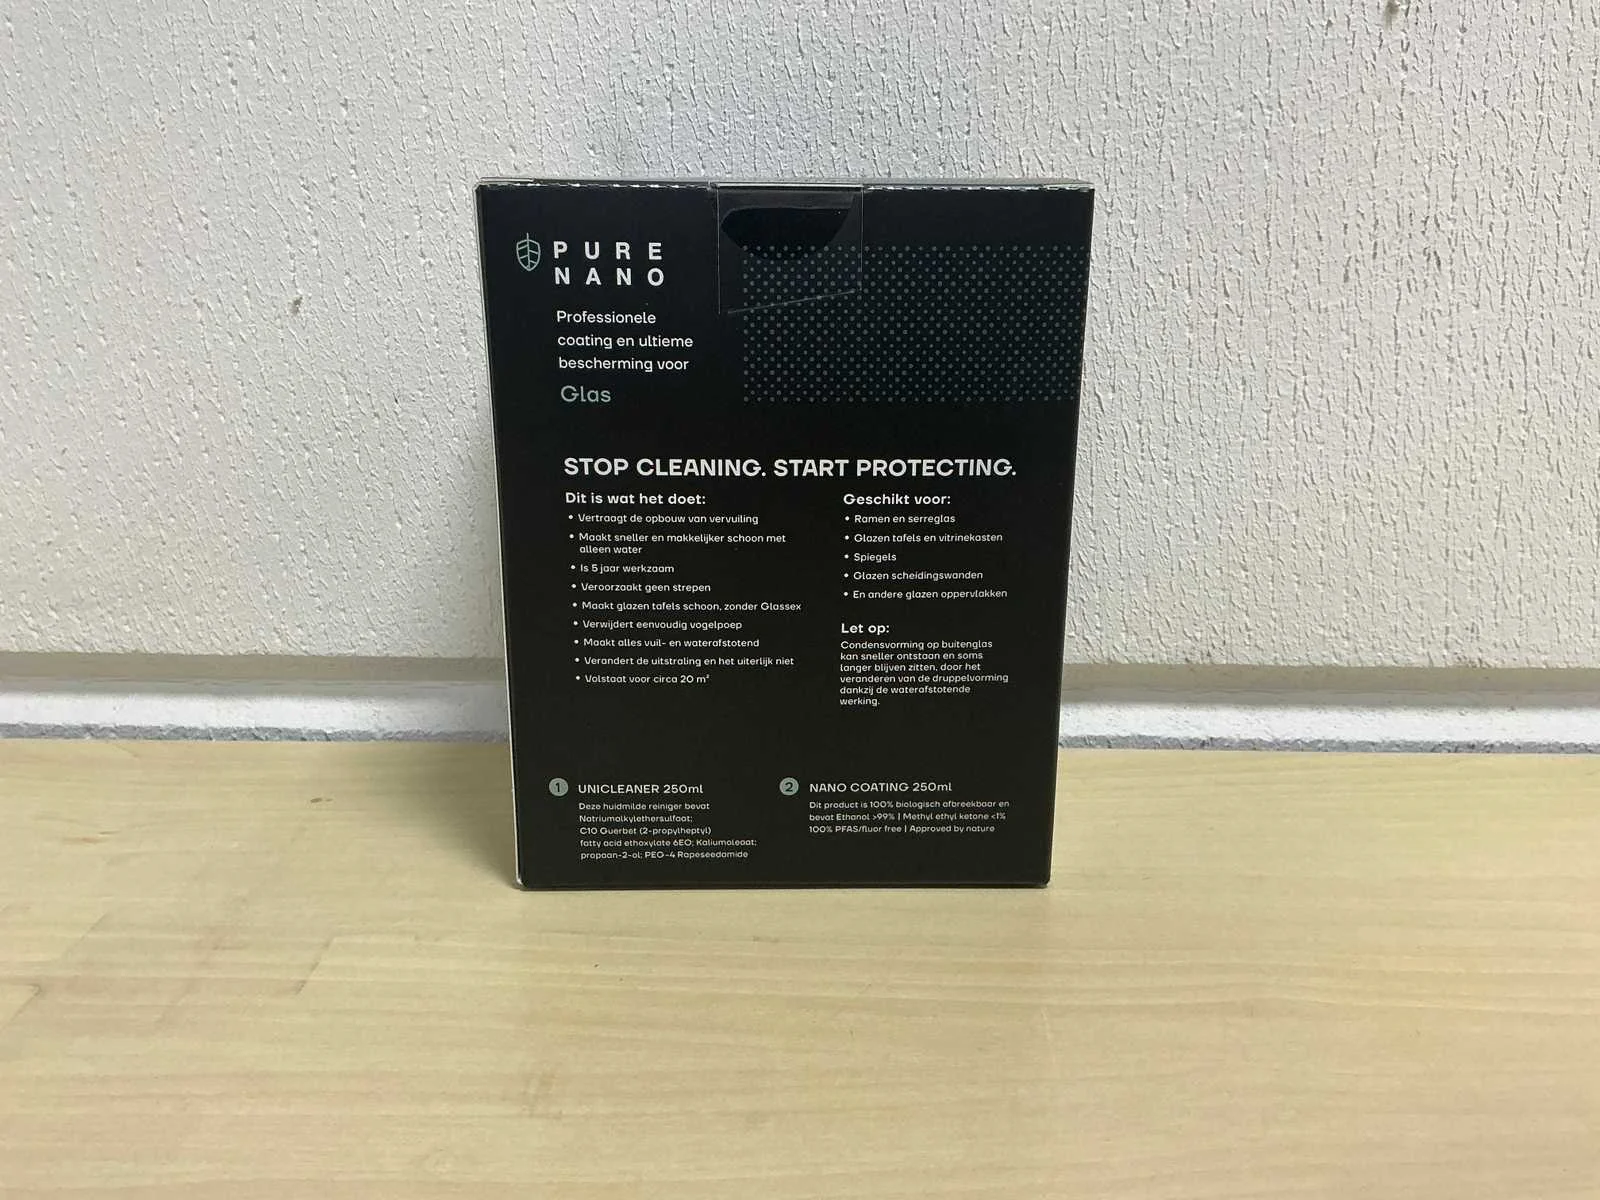 PURE
NANO
Professionele
coating en ultieme
bescherming voor
Glas
STOP CLEANING. START PROTECTING.
Dit is wat het doet:
• Vertraagt de opbouw van vervuiling
• Maakt sneller en makkelijker schoon met
alleen water
• Is 5 jaar werkzaam
• Veroorzaakt geen strepen
• Maakt glazen tafels schoon, zonder Glassex
• Verwijdert eenvoudig vogelpoep
• Maakt alles vuil- en waterafstotend
• Verandert de uitstraling en het uiterlijk niet
• Volstaat voor circa 20 m²
Geschikt voor:
• Ramen en serreglas
• Glazen tafels en vitrinekasten
• Spiegels
• Glazen scheidingswanden
• En andere glazen oppervlakken
Let op:
Condensvorming op buitenglas
kan sneller ontstaan en soms
langer blijven zitten, door het
veranderen van de druppelvorming
dankzij de waterafstotende
werking.
1 UNICLEANER 250ml
Deze huidmilde reiniger bevat
Natriumalkylethersulfaat;
C10 Guerbet (2-propylheptyl)
fatty acid ethoxylate 6EO; Kaliumoleaat;
propaan-2-ol; PEG-4 Rapeseedamide
2 NANO COATING 250ml
Dit product is 100% biologisch afbreekbaar en
bevat Ethanol >99% | Methyl ethyl ketone <1%
100% PFAS/fluor free | Approved by nature